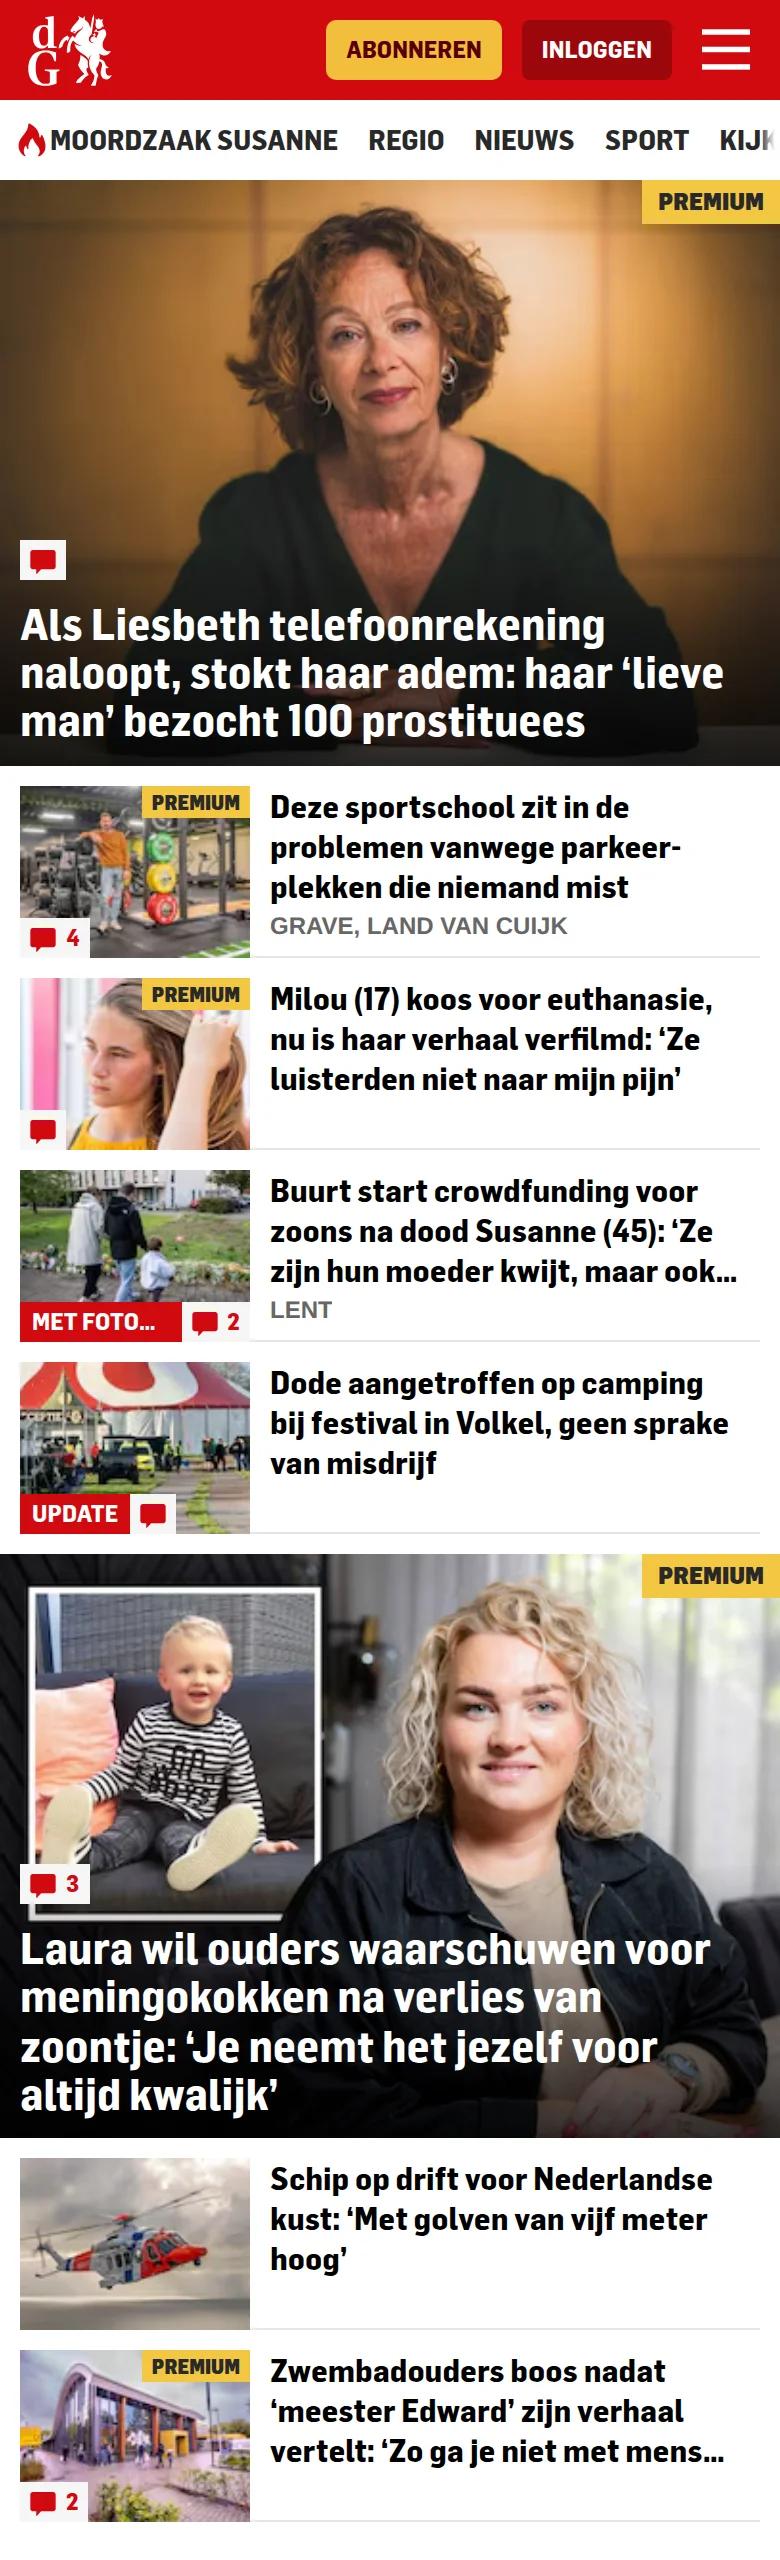 dG
ABONNEREN
INLOGGEN
MOORDZAAK SUSANNE
REGIO
NIEUWS
SPORT
KIJK
PREMIUM
Als Liesbeth telefoonrekening
naloopt, stokt haar adem: haar ‘lieve
man’ bezocht 100 prostituees
PREMIUM
4
Deze sportschool zit in de
problemen vanwege parkeer-
plekken die niemand mist
GRAVE, LAND VAN CUIJK
PREMIUM
Milou (17) koos voor euthanasie,
nu is haar verhaal verfilmd: ‘Ze
luisterden niet naar mijn pijn’
MET FOTO...
2
Buurt start crowdfunding voor
zoons na dood Susanne (45): ‘Ze
zijn hun moeder kwijt, maar ook...
LENT
UPDATE
Dode aangetroffen op camping
bij festival in Volkel, geen sprake
van misdrijf
PREMIUM
3
Laura wil ouders waarschuwen voor
meningokokken na verlies van
zoontje: ‘Je neemt het jezelf voor
altijd kwalijk’
Schip op drift voor Nederlandse
kust: ‘Met golven van vijf meter
hoog’
PREMIUM
2
Zwembadouders boos nadat
‘meester Edward’ zijn verhaal
vertelt: ‘Zo ga je niet met mens...